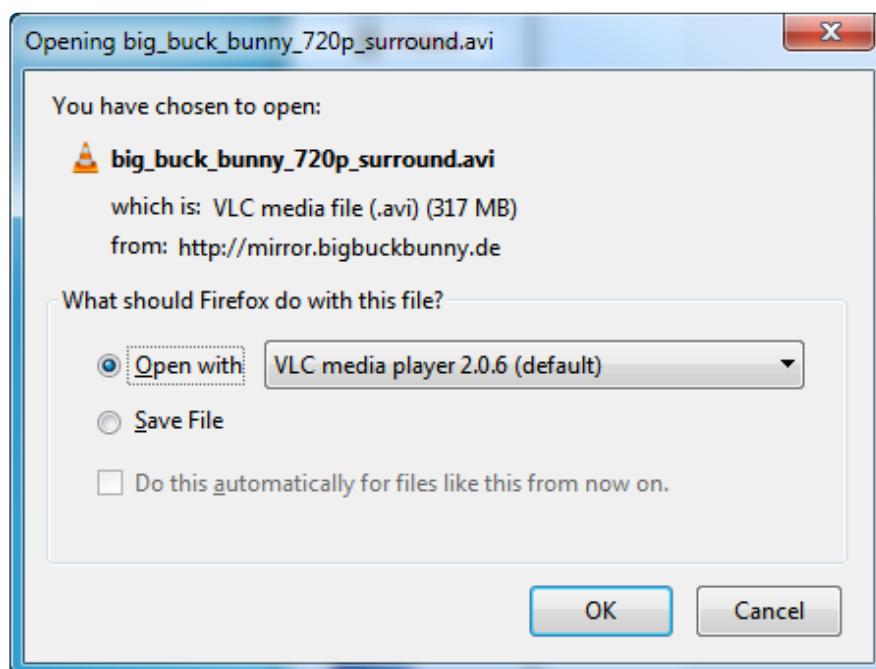 Opening big_buck_bunny_720p_surround.avi
You have chosen to open:
big_buck_bunny_720p_surround.avi
which is: VLC media file (.avi) (317 MB)
from: http://mirror.bigbuckbunny.de
What should Firefox do with this file?
Open with VLC media player 2.0.6 (default)
Save File
Do this automatically for files like this from now on.
OK Cancel